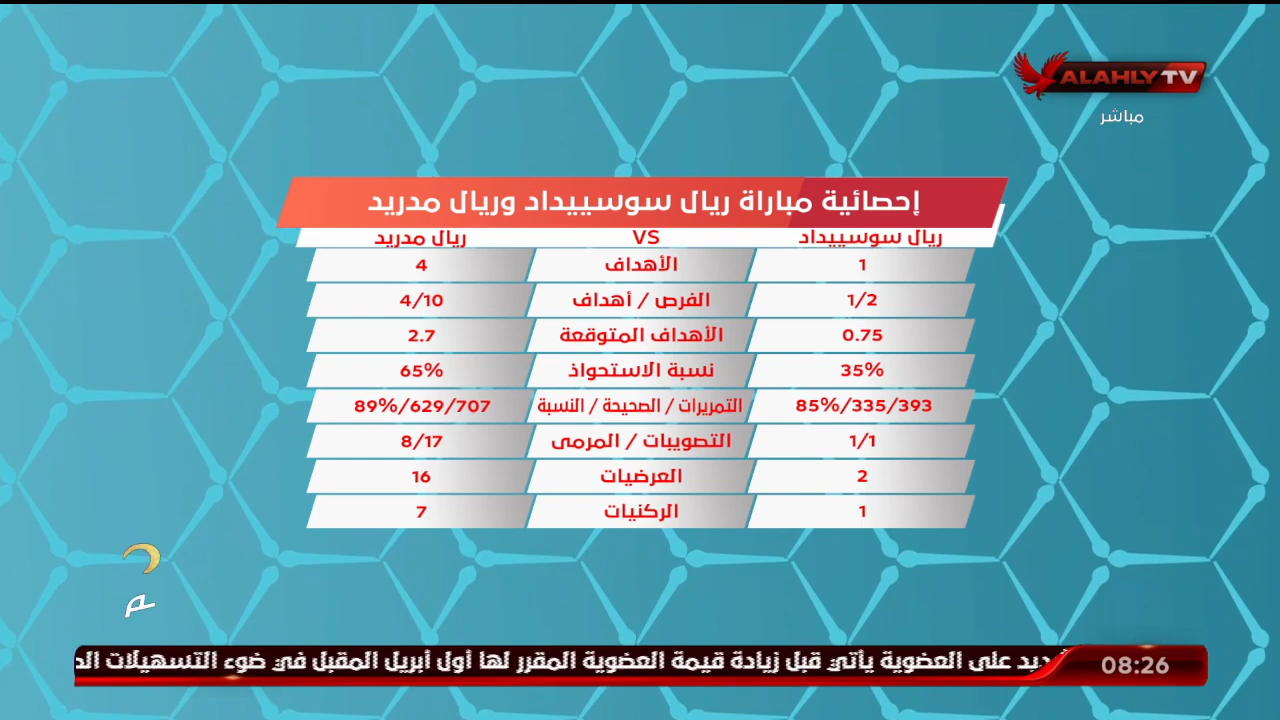 ALAHLY TV
مباشر
إحصائية مباراة ريال سوسييداد وريال مدريد
ريال سوسييداد VS ريال مدريد
1 الأهداف 4
1/2 الفرص / أهداف 4/10
0.75 الأهداف المتوقعة 2.7
35% نسبة الاستحواذ 65%
85%/335/393 التمريرات / الصحيحة / النسبة 89%/629/707
1/1 التصويبات / المرمى 8/17
2 العرضيات 16
1 الركنيات 7
08:26
على العضوية يأتي قبل زيادة قيمة العضوية المقرر لها أول أبريل المقبل في ضوء التسهيلات